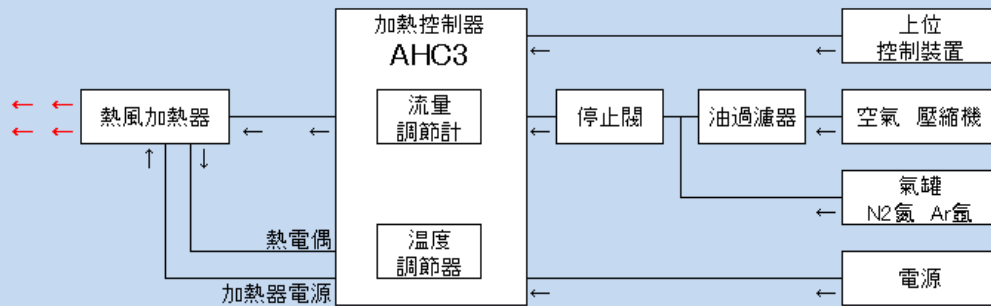 加熱控制器
AHC3
上位
控制裝置
熱風加熱器
流量
調節計
停止閥
油過濾器
空氣 壓縮機
氣罐
N2氮 Ar氬
熱電偶
温度
調節器
加熱器電源
電源